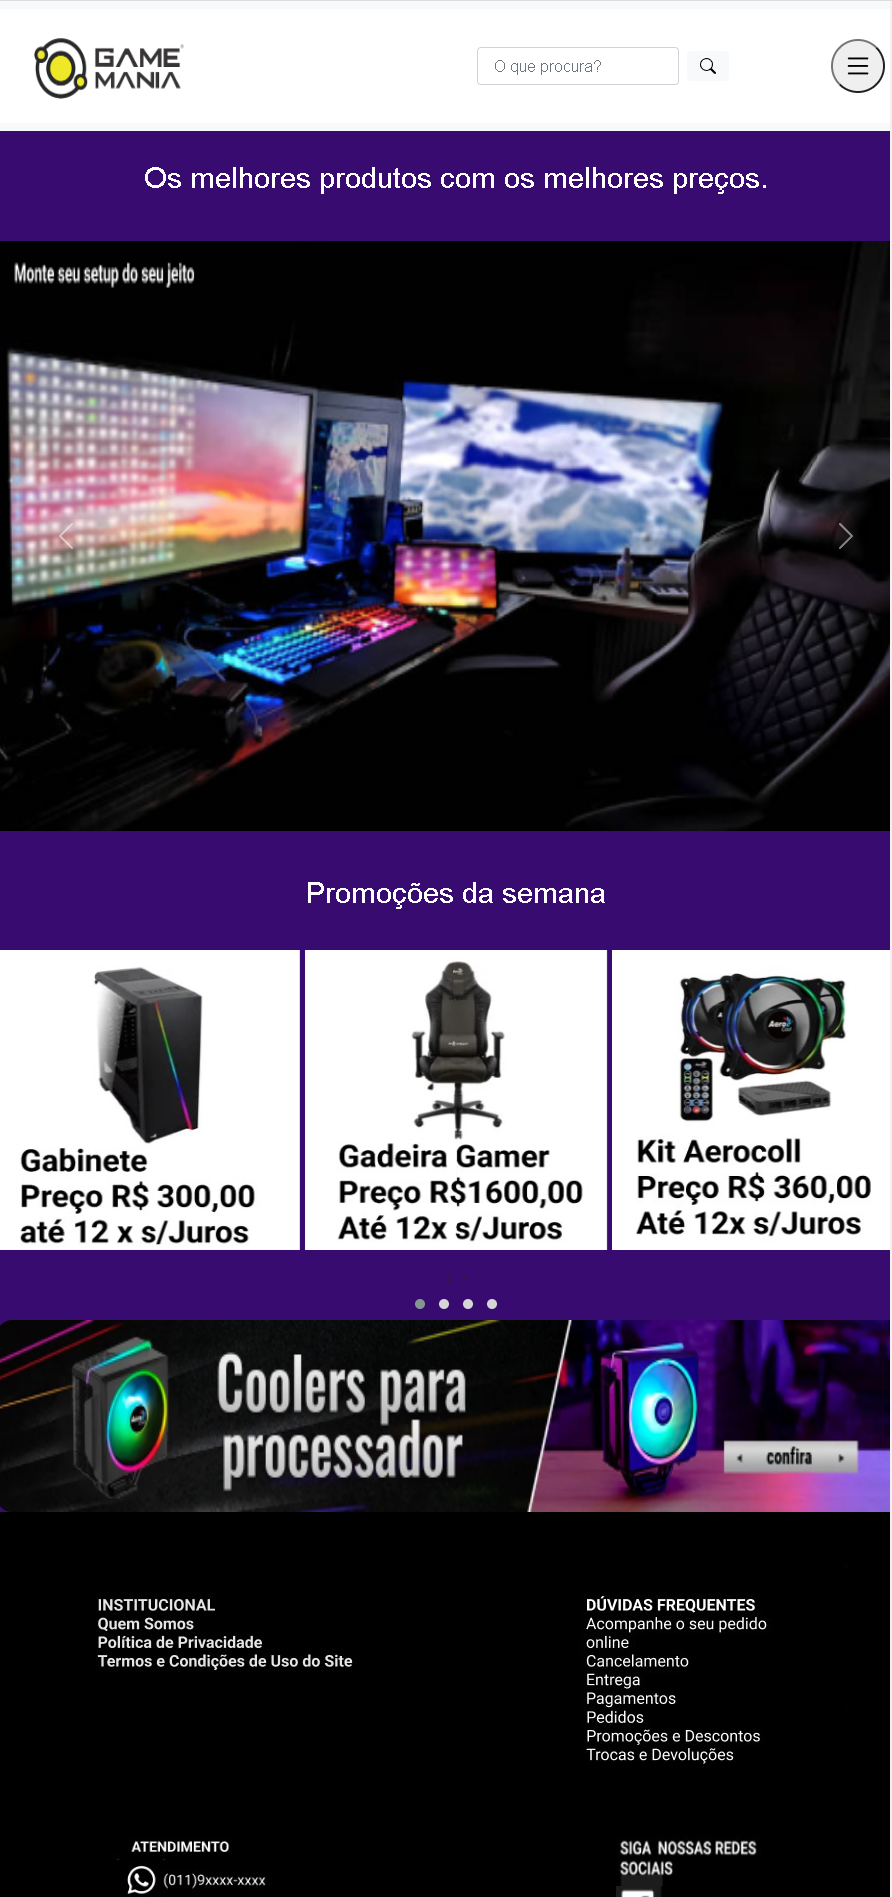 GAME
MANIA
O que procura?
Os melhores produtos com os melhores preços.
Monte seu setup do seu jeito
Promoções da semana
Gabinete
Preço R$ 300,00
até 12 x s/Juros
Gadeira Gamer
Preço R$1600,00
Até 12x s/Juros
Kit Aerocoll
Preço R$ 360,00
Até 12x s/Juros
Coolers para
processador
confira
INSTITUCIONAL
Quem Somos
Política de Privacidade
Termos e Condições de Uso do Site
DÚVIDAS FREQUENTES
Acompanhe o seu pedido
online
Cancelamento
Entrega
Pagamentos
Pedidos
Promoções e Descontos
Trocas e Devoluções
ATENDIMENTO
(011)9xxxx-xxxx
SIGA NOSSAS REDES
SOCIAIS